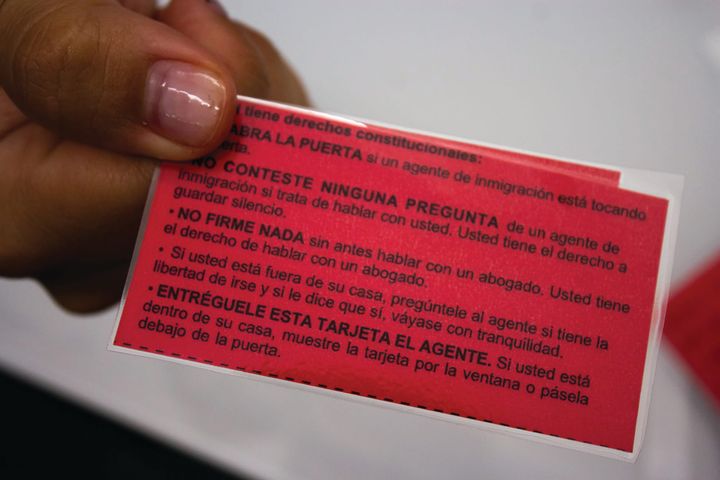 tiene derechos constitucionales:
ABRA LA PUERTA si un agente de inmigración está tocando
NO CONTESTE NINGUNA PREGUNTA de un agente de
inmigración si trata de hablar con usted. Usted tiene el derecho a
guardar silencio.
• NO FIRME NADA sin antes hablar con un abogado. Usted tiene
el derecho de hablar con un abogado.
• Si usted está fuera de su casa, pregúntele al agente si tiene la
libertad de irse y si le dice que sí, váyase con tranquilidad.
• ENTRÉGUELE ESTA TARJETA EL AGENTE. Si usted está
dentro de su casa, muestre la tarjeta por la ventana o pásela
debajo de la puerta.